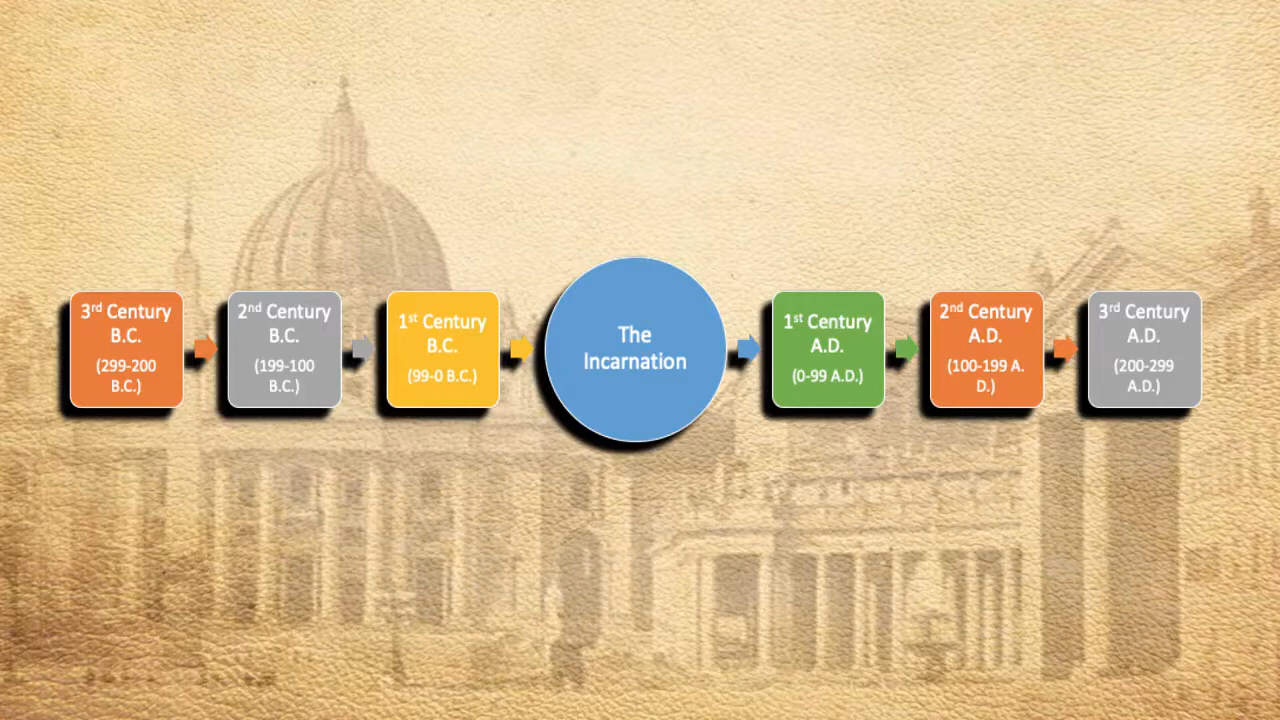 3rd Century
B.C.
(299-200
B.C.)
2nd Century
B.C.
(199-100
B.C.)
1st Century
B.C.
(99-0 B.C.)
The
Incarnation
1st Century
A.D.
(0-99 A.D.)
2nd Century
A.D.
(100-199 A.
D.)
3rd Century
A.D.
(200-299
A.D.)